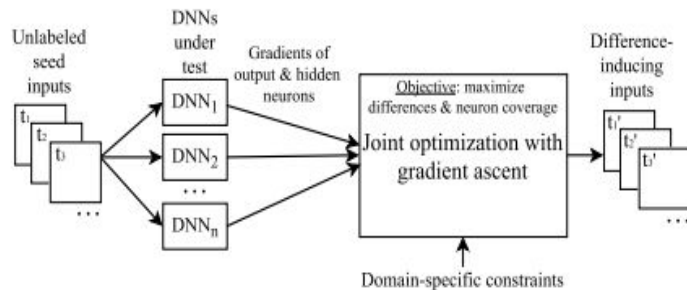 Unlabeled
seed
inputs
t1
t2
t3
...
DNNs
under
test
DNN1
DNN2
...
DNNn
Gradients of
output & hidden
neurons
Objective: maximize
differences & neuron coverage
Joint optimization with
gradient ascent
Domain-specific constraints
Difference-
inducing
inputs
t1'
t2'
t3'
...